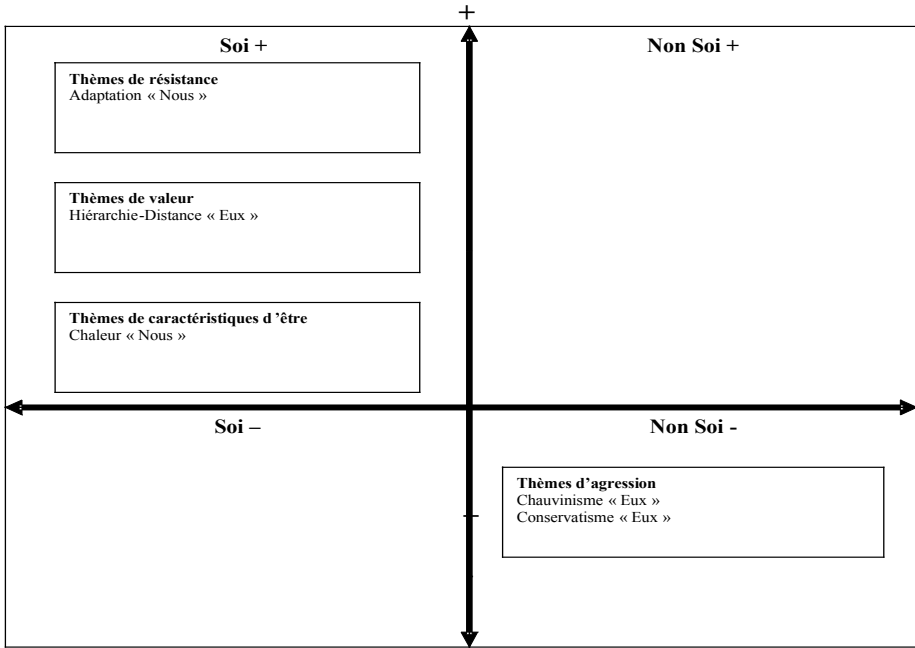 +
Soi +
Non Soi +
Thèmes de résistance
Adaptation « Nous »
Thèmes de valeur
Hiérarchie-Distance « Eux »
Thèmes de caractéristiques d ’être
Chaleur « Nous »
Soi –
Non Soi -
Thèmes d’agression
Chauvinisme « Eux »
Conservatisme « Eux »
–